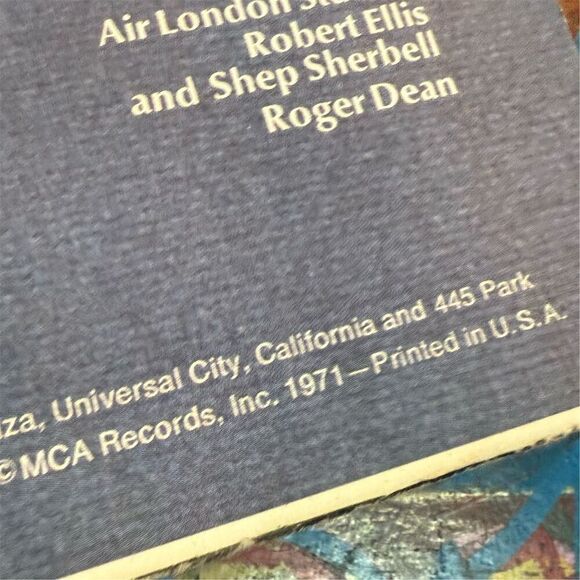 Air London
Robert Ellis
and Shep Sherbell
Roger Dean
Universal City, California and 445 Park
© MCA Records, Inc. 1971—Printed in U.S.A.